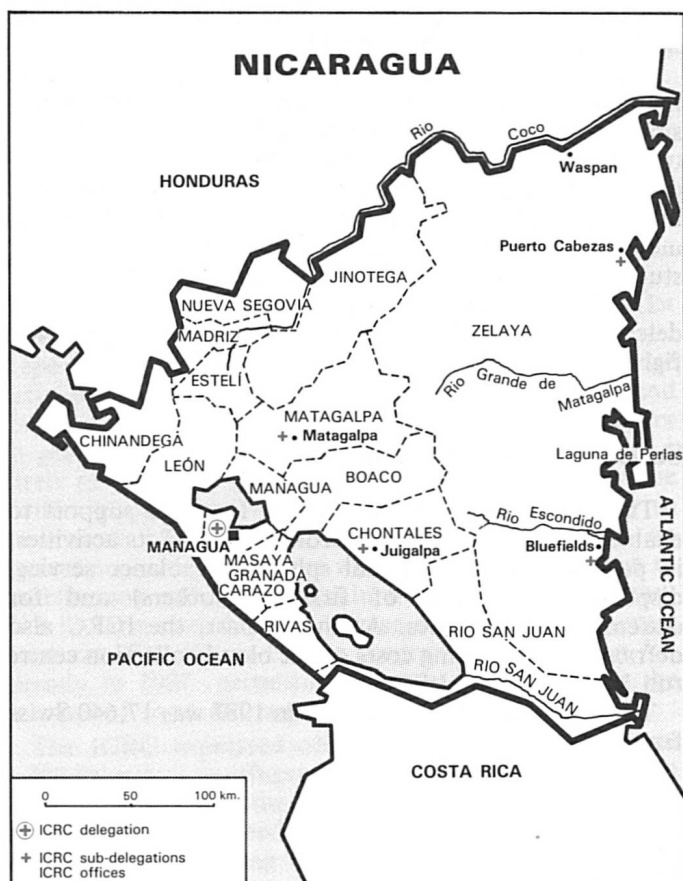 NICARAGUA
Rio Coco
Waspan
HONDURAS
Puerto Cabezas
JINOTEGA
NUEVA SEGOVIA
ZELAYA
MADRIZ
ESTELÍ
Rio Grande de Matagalpa
MATAGALPA
CHINANDEGA
Matagalpa
Laguna de Perlas
LEÓN
BOACO
MANAGUA
Rio Escondido
CHONTALES
MANAGUA
Juigalpa
Bluefields
MASAYA
GRANADA
CARAZO
RIVAS
RIO SAN JUAN
ATLANTIC OCEAN
PACIFIC OCEAN
RIO SAN JUAN
COSTA RICA
0 50 100 km.
ICRC delegation
ICRC sub-delegations
ICRC offices